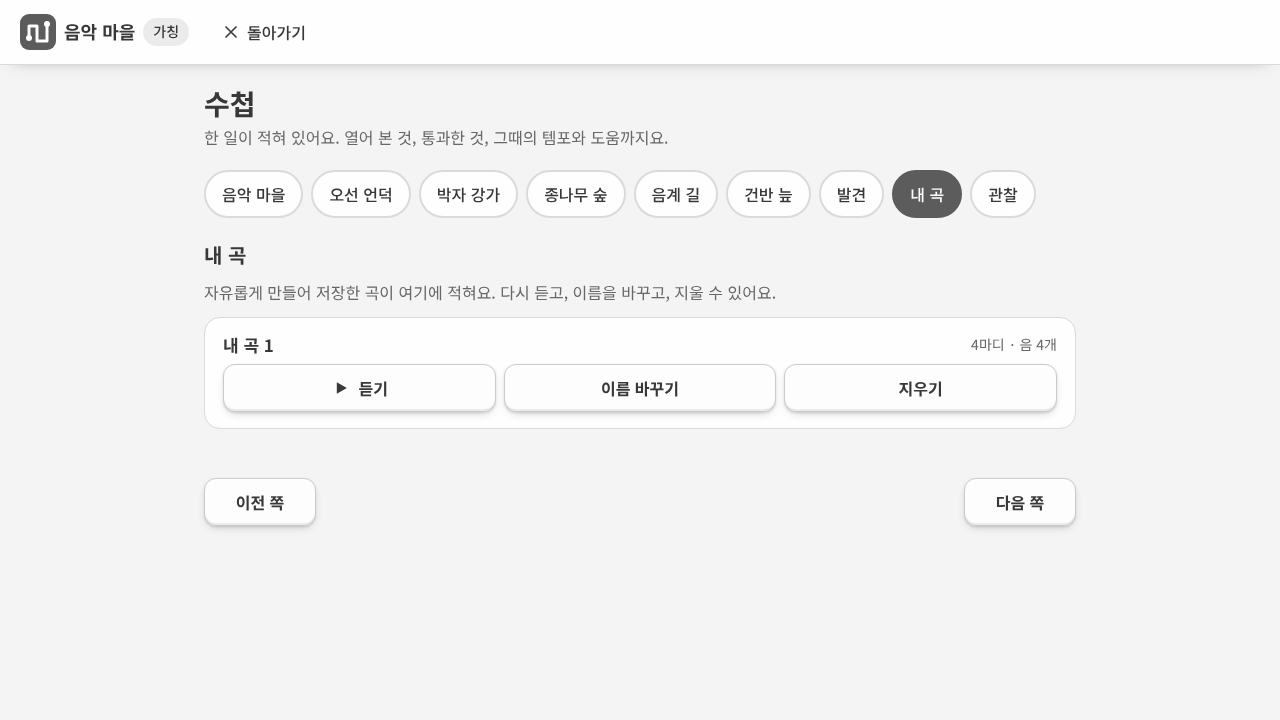 음악 마을 가칭 돌아가기
수첩
한 일이 적혀 있어요. 열어 본 것, 통과한 것, 그때의 템포와 도움까지요.
음악 마을 오선 언덕 박자 강가 종나무 숲 음계 길 건반 늪 발견 내 곡 관찰
내 곡
자유롭게 만들어 저장한 곡이 여기에 적혀요. 다시 듣고, 이름을 바꾸고, 지울 수 있어요.
내 곡 1 4마디 · 음 4개
듣기 이름 바꾸기 지우기
이전 쪽 다음 쪽